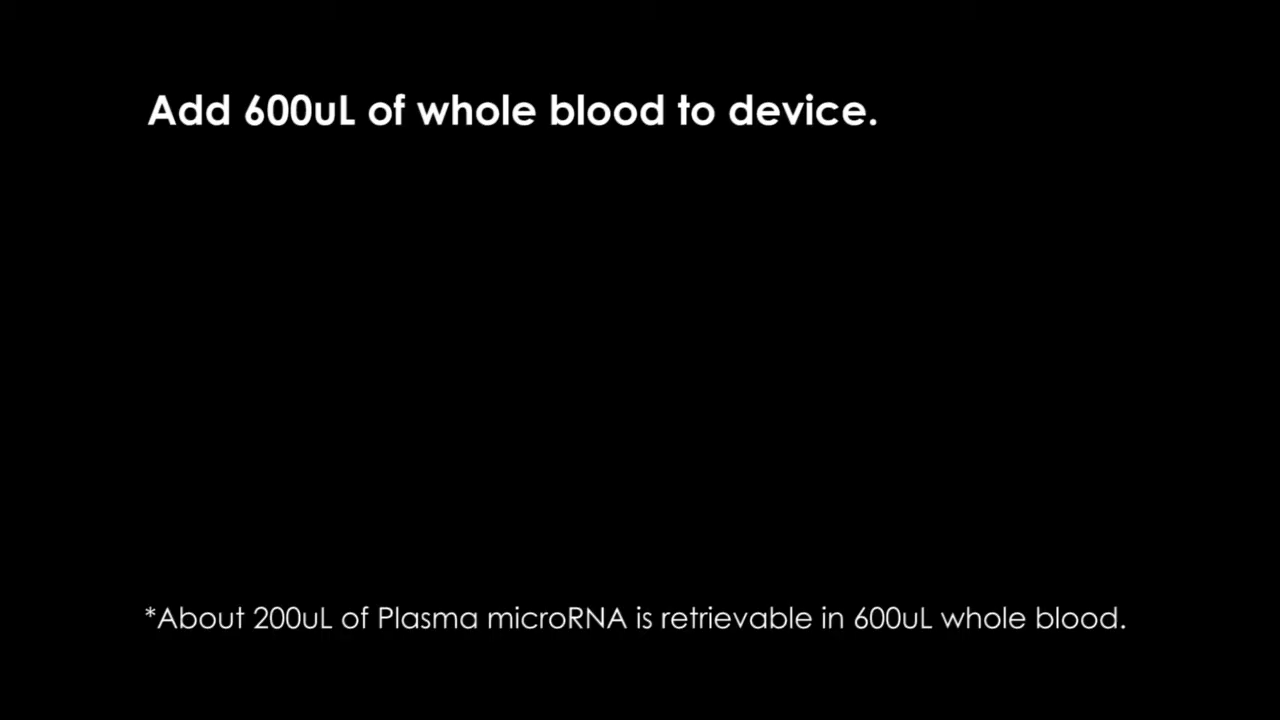 Add 600uL of whole blood to device.
*About 200uL of Plasma microRNA is retrievable in 600uL whole blood.